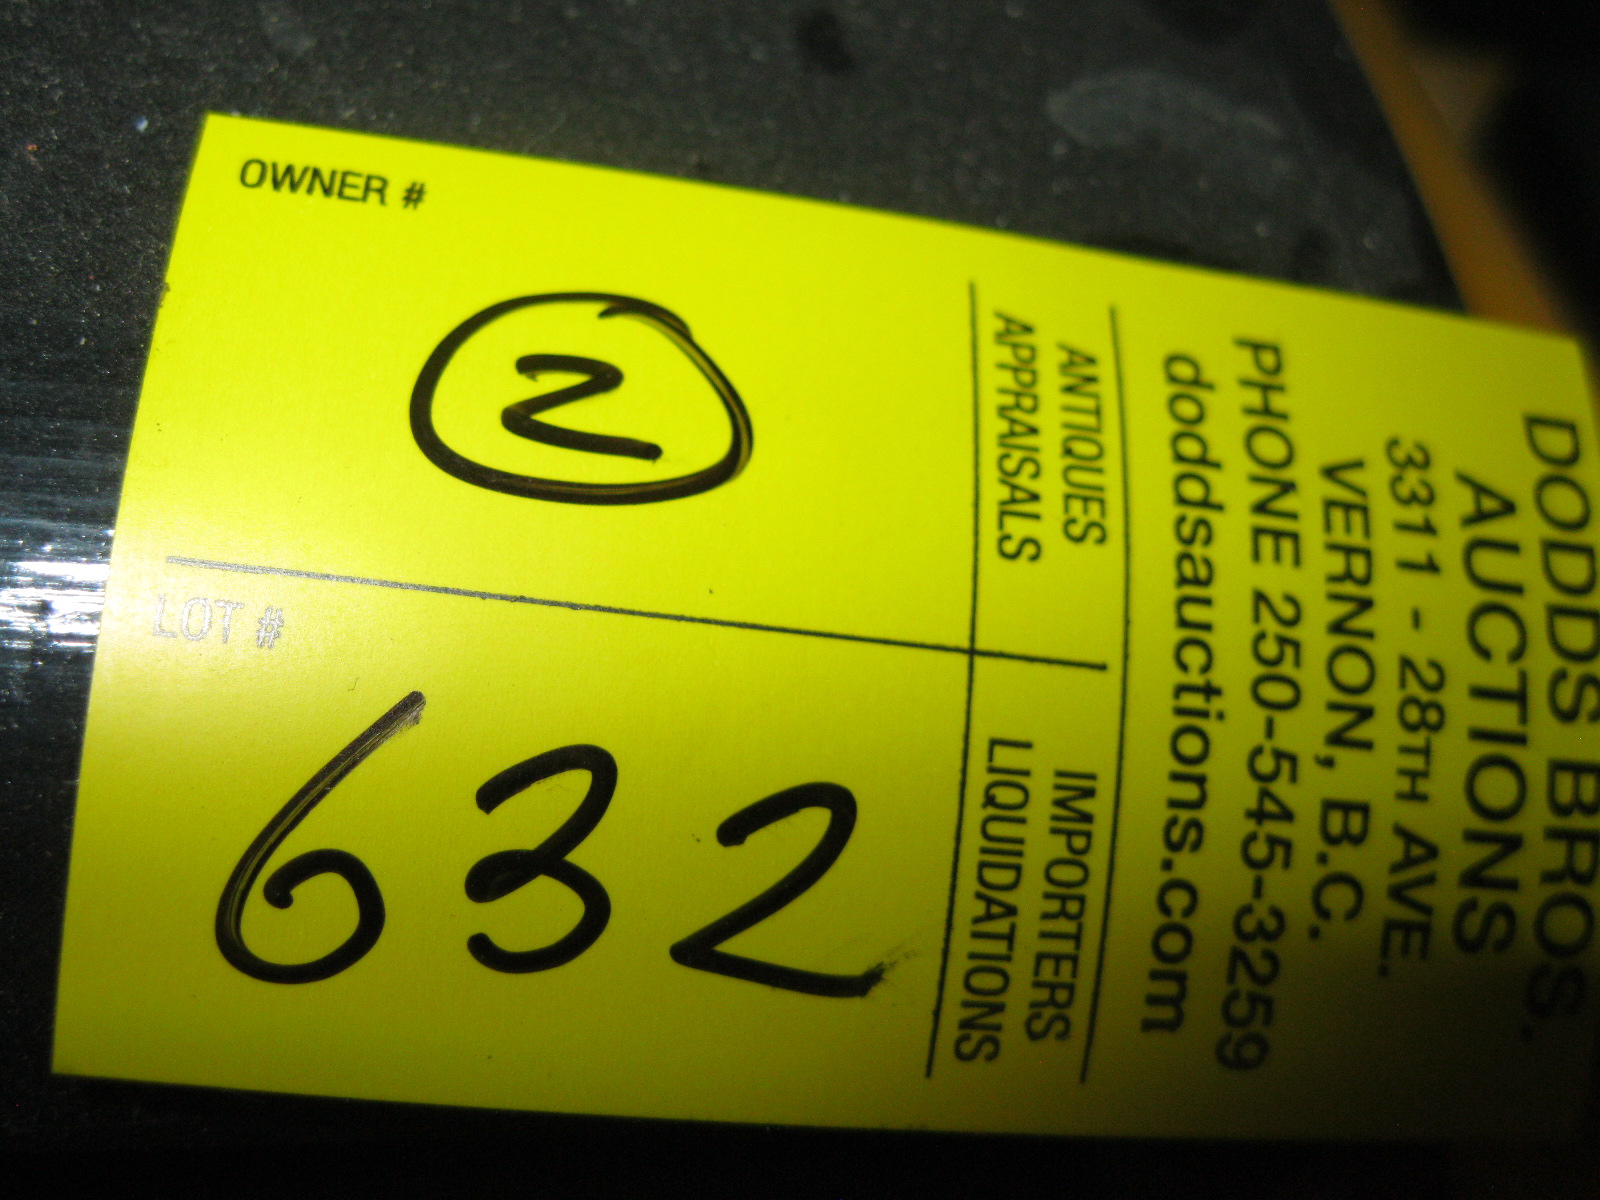 OWNER #
2
LOT #
632
ANTIQUES
APPRAISALS
IMPORTERS
LIQUIDATIONS
DODDS BROS.
AUCTIONS
3311 - 28TH AVE.
VERNON, B.C.
PHONE 250-545-3259
doddsauctions.com